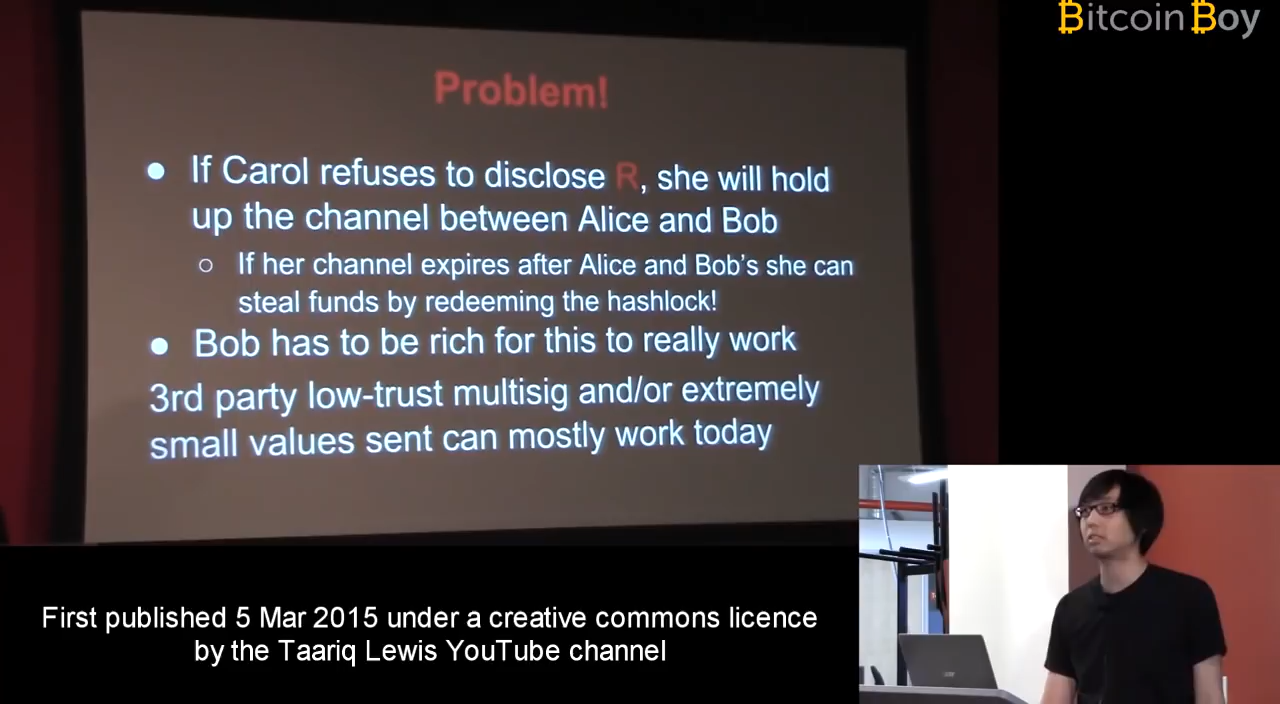 Bitcoin Boy
Problem!
● If Carol refuses to disclose R, she will hold
up the channel between Alice and Bob
○ If her channel expires after Alice and Bob's she can
steal funds by redeeming the hashlock!
● Bob has to be rich for this to really work
3rd party low-trust multisig and/or extremely
small values sent can mostly work today
First published 5 Mar 2015 under a creative commons licence
by the Taariq Lewis YouTube channel